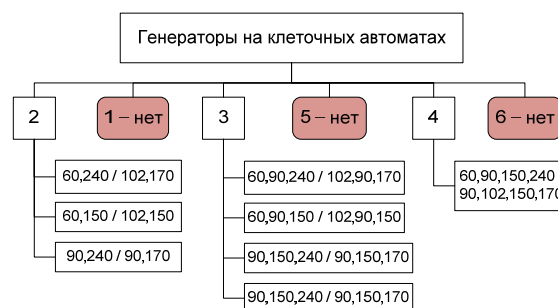 Генераторы на клеточных автоматах
2
1 – нет
3
5 – нет
4
6 – нет
60,240 / 102,170
60,150 / 102,150
90,240 / 90,170
60,90,240 / 102,90,170
60,90,150 / 102,90,150
90,150,240 / 90,150,170
90,150,240 / 90,150,170
60,90,150,240
90,102,150,170